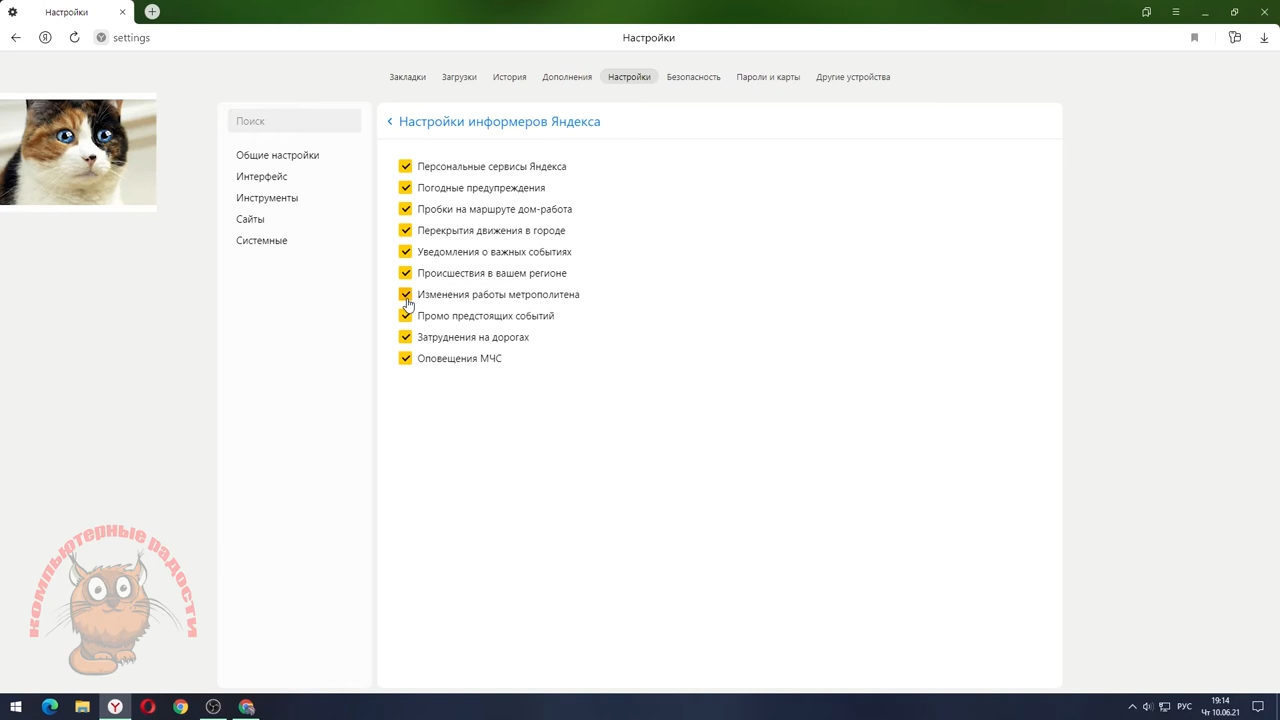 Настройки
settings
Настройки
Закладки
Загрузки
История
Дополнения
Настройки
Безопасность
Пароли и карты
Другие устройства
Поиск
Общие настройки
Интерфейс
Инструменты
Сайты
Системные
Настройки информеров Яндекса
Персональные сервисы Яндекса
Погодные предупреждения
Пробки на маршруте дом-работа
Перекрытия движения в городе
Уведомления о важных событиях
Происшествия в вашем регионе
Изменения работы метрополитена
Промо предстоящих событий
Затруднения на дорогах
Оповещения МЧС
компьютерные радости
РУС
19:14
Чт 10.06.21